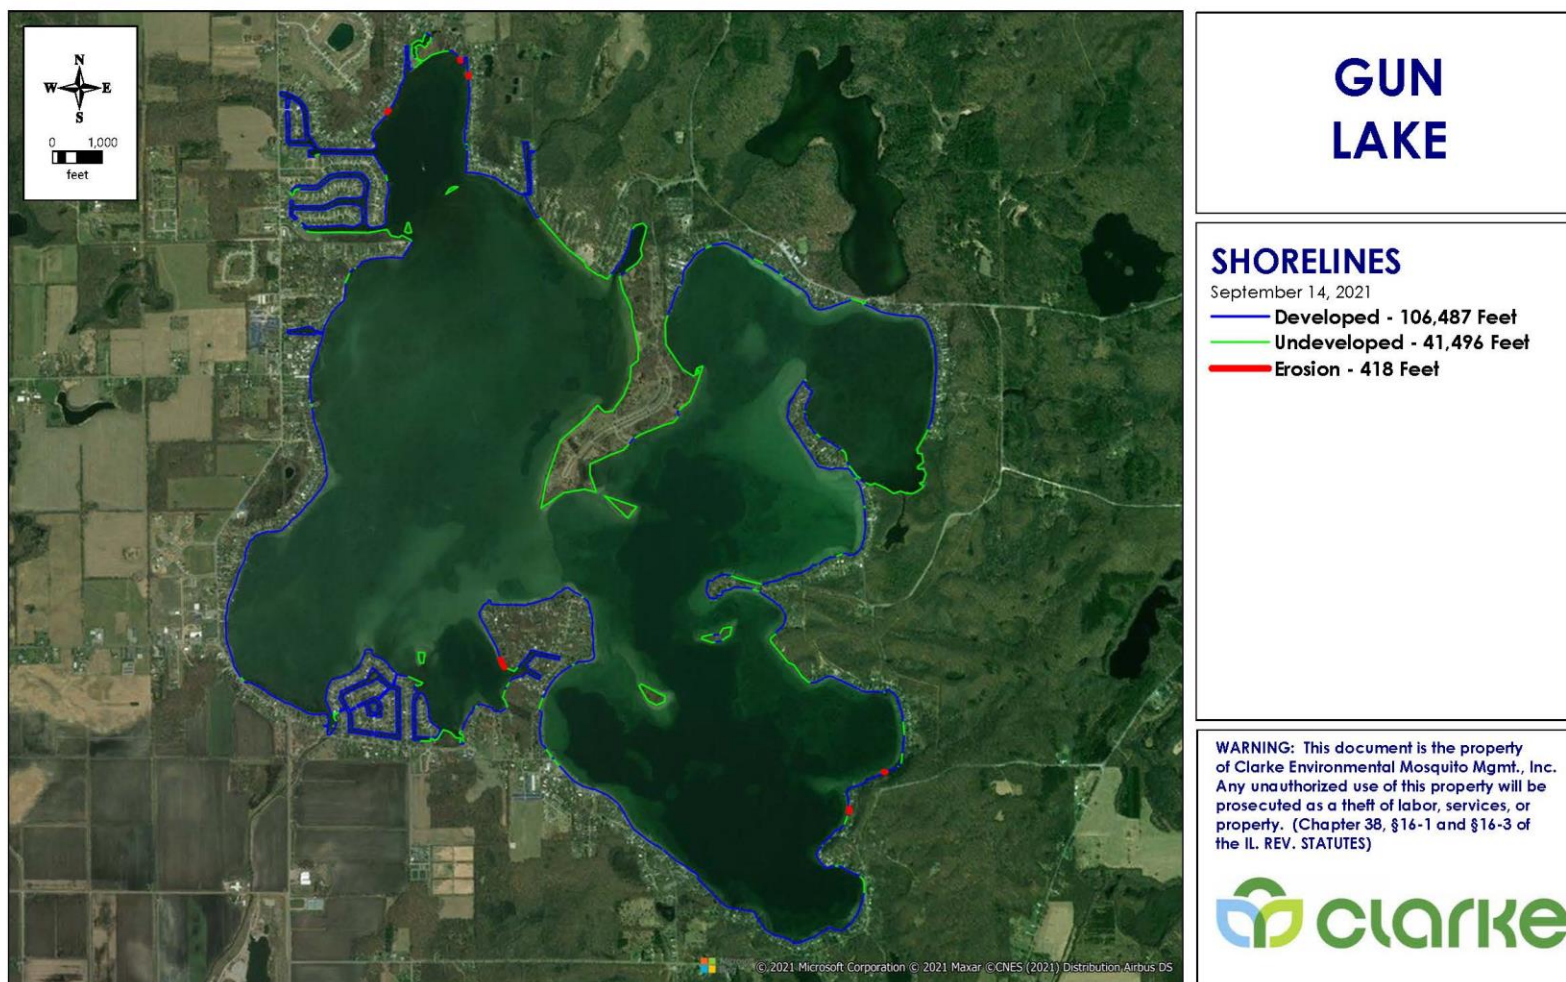 N
W E
S
0 1,000
feet
GUN
LAKE
SHORELINES
September 14, 2021
Developed - 106,487 Feet
Undeveloped - 41,496 Feet
Erosion - 418 Feet
WARNING: This document is the property
of Clarke Environmental Mosquito Mgmt., Inc.
Any unauthorized use of this property will be
prosecuted as a theft of labor, services, or
property. (Chapter 38, §16-1 and §16-3 of
the IL. REV. STATUTES)
clarke
© 2021 Microsoft Corporation © 2021 Maxar ©CNES (2021) Distribution Airbus DS